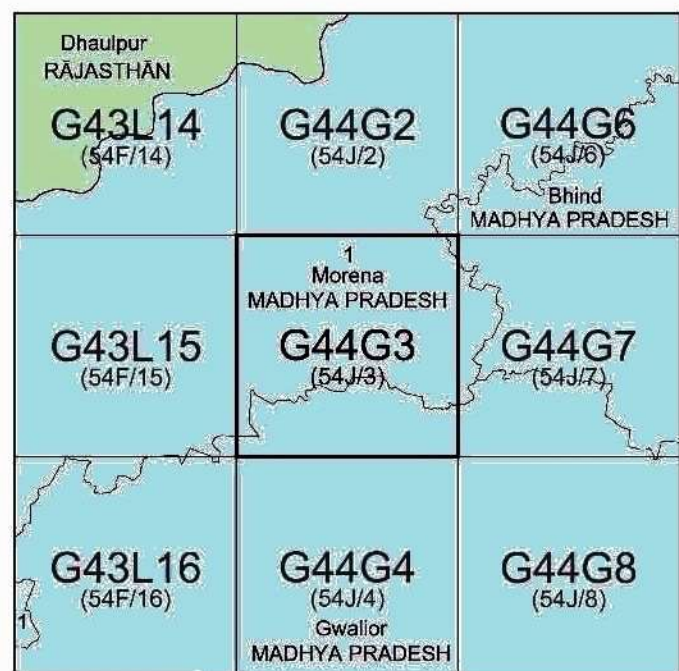 Dhaulpur
RĀJASTHĀN
G43L14
(54F/14)
G44G2
(54J/2)
G44G6
(54J/6)
Bhind
MADHYA PRADESH
1
Morena
MADHYA PRADESH
G43L15
(54F/15)
G44G3
(54J/3)
G44G7
(54J/7)
G43L16
(54F/16)
1
G44G4
(54J/4)
Gwalior
MADHYA PRADESH
G44G8
(54J/8)